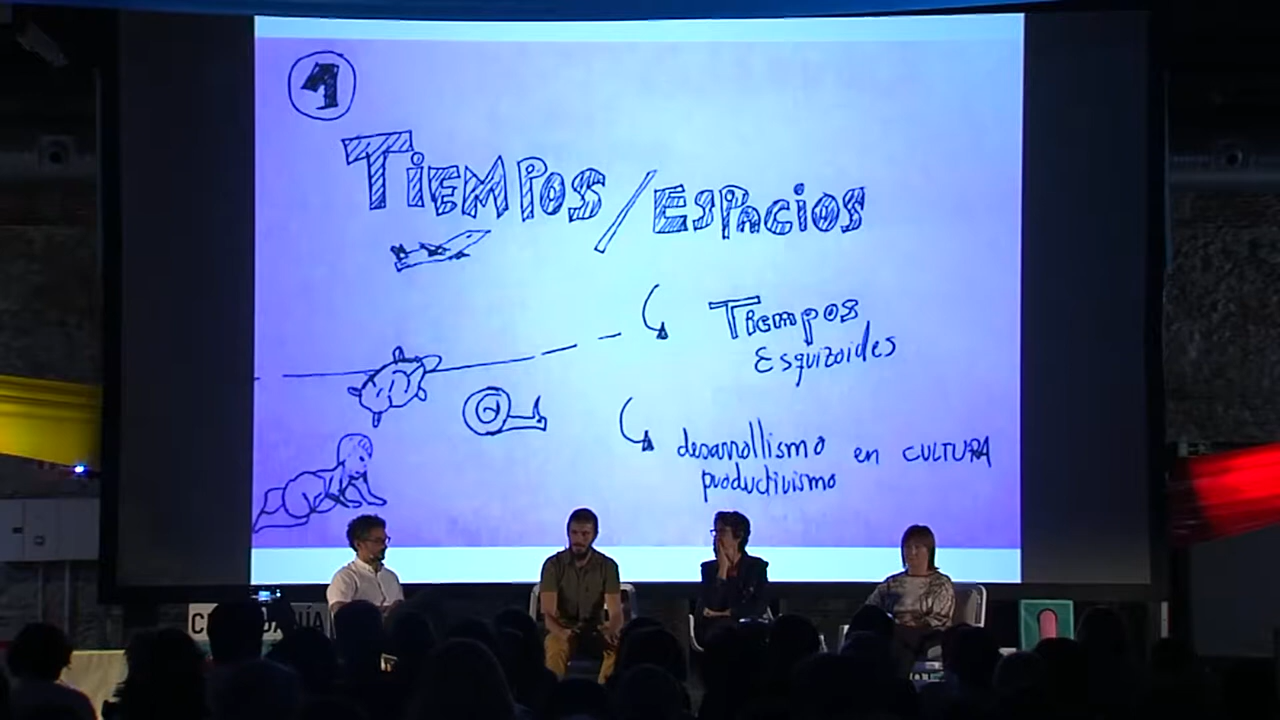 1
TIEMPOS/ESPACIOS
Tiempos
Esquizoides
desarrollismo en CULTURA
productivismo